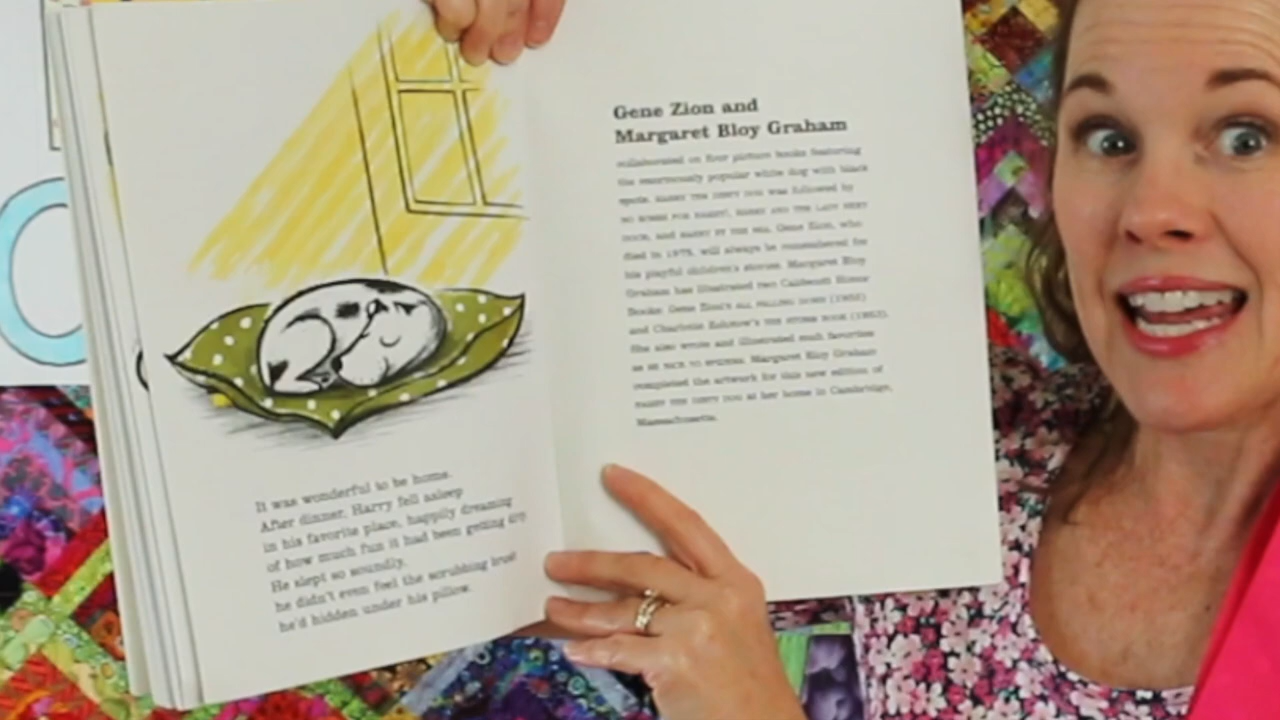 It was wonderful to be home.
After dinner, Harry fell asleep
in his favorite place, happily dreaming
of how much fun it had been getting dirty
He slept so soundly,
he didn't even feel the scrubbing brush
he'd hidden under his pillow.
Gene Zion and
Margaret Bloy Graham
collaborated on four picture books featuring
the enormously popular white dog with black
spots. HARRY THE DIRTY DOG was followed by
NO ROSES FOR HARRY!, HARRY AND THE LADY NEXT
DOOR, and HARRY BY THE SEA. Gene Zion, who
died in 1975, will always be remembered for
his playful children's stories. Margaret Bloy
Graham has illustrated two Caldecott Honor
Books: Gene Zion's ALL FALLING DOWN (1952)
and Charlotte Zolotow's THE STORM BOOK (1953).
She also wrote and illustrated such favorites
as BE NICE TO SPIDERS. Margaret Bloy Graham
completed the artwork for this new edition of
HARRY THE DIRTY DOG at her home in Cambridge,
Massachusetts.